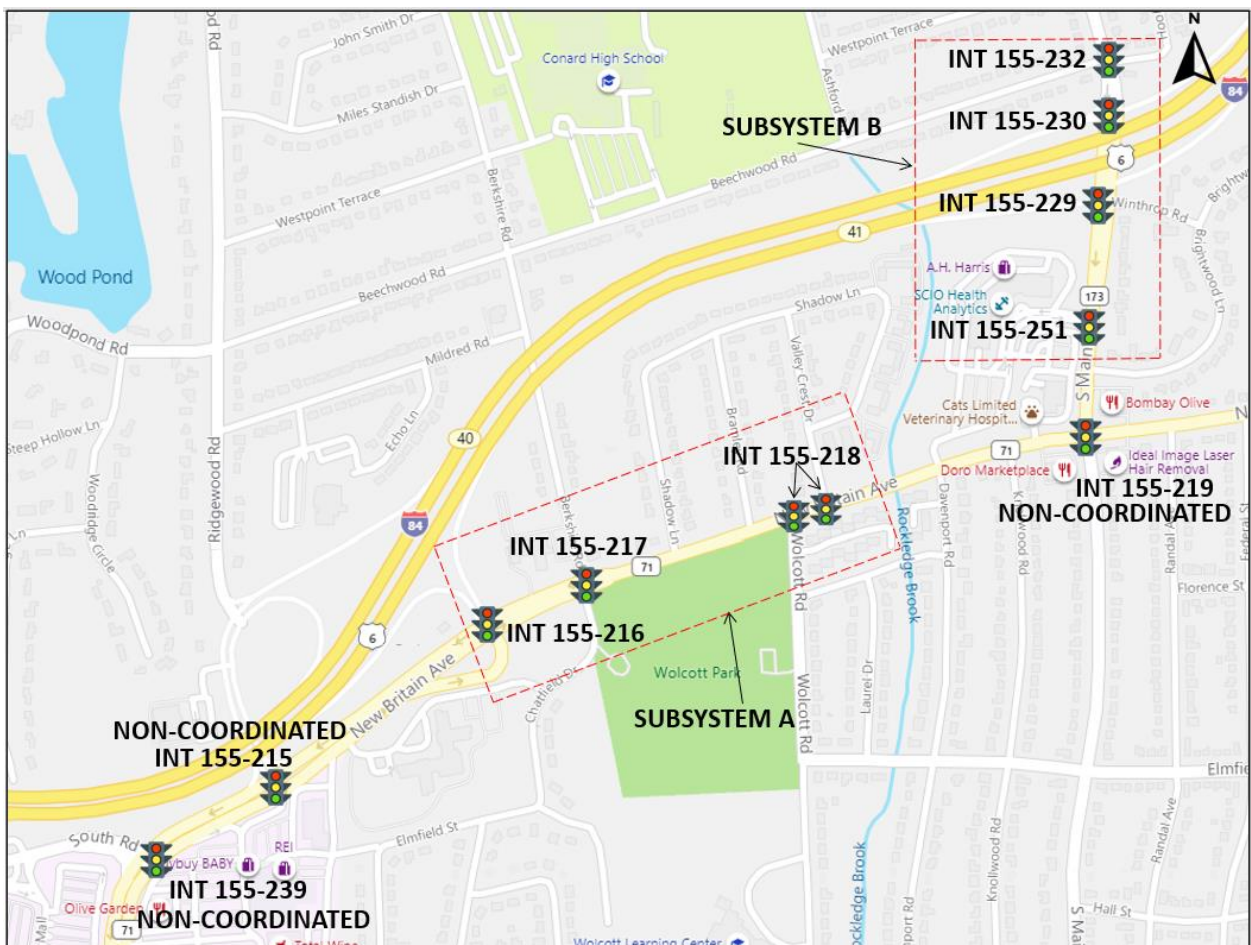 N
John Smith Dr
Westpoint Terrace
INT 155-232
Conard High School
Miles Standish Dr
84
INT 155-230
SUBSYSTEM B
6
Beechwood Rd
Berkshire Rd
Westpoint Terrace
INT 155-229
Winthrop Rd
41
Brightwood Ln
Wood Pond
A.H. Harris
Beechwood Rd
SCIO Health
Analytics
173
Shadow Ln
Woodpond Rd
INT 155-251
Mildred Rd
Valley Crest Dr
S Main
Cats Limited
Veterinary Hospit...
Bombay Olive
Echo Ln
Steep Hollow Ln
40
71
INT 155-218
Doro Marketplace
Ideal Image Laser
Hair Removal
Ridgewood Rd
Woodridge Circle
Shadow Ln
INT 155-219
NON-COORDINATED
84
Davenport Rd
INT 155-217
71
Wolcott Rd
Rockledge Brook
Florence St
INT 155-216
6
Wolcott Park
New Britain Ave
Chatfield Dr
Wolcott Rd
Laurel Dr
SUBSYSTEM A
NON-COORDINATED
INT 155-215
Elmfie
Randal Ave
Elmfield St
South Rd
REI
ybuy BABY
Knollwood Rd
INT 155-239
NON-COORDINATED
Olive Garden
Rockledge Brook
Hall St
71
Mall
S Ma
Total Wine
Wolcott Learning Center